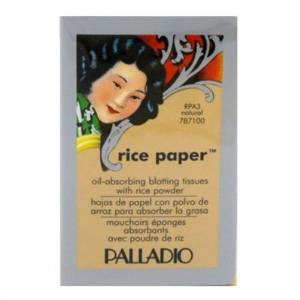 RPA3
natural
787100
rice paper™
oil-absorbing blotting tissues
with rice powder
hojas de papel con polvo de
arroz para absorber la grasa
mouchoirs éponges
absorbants
avec poudre de riz
PALLADIO